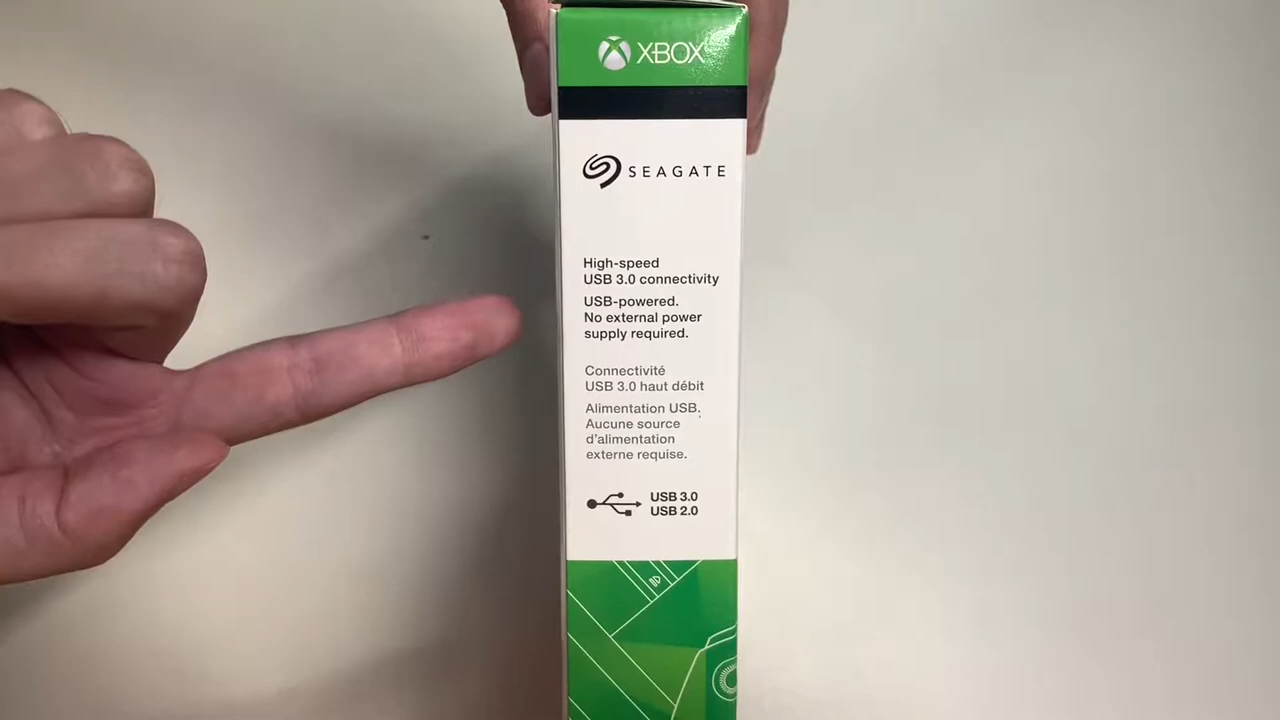 XBOX
SEAGATE
High-speed
USB 3.0 connectivity
USB-powered.
No external power
supply required.
Connectivité
USB 3.0 haut débit
Alimentation USB.
Aucune source
d'alimentation
externe requise.
USB 3.0
USB 2.0